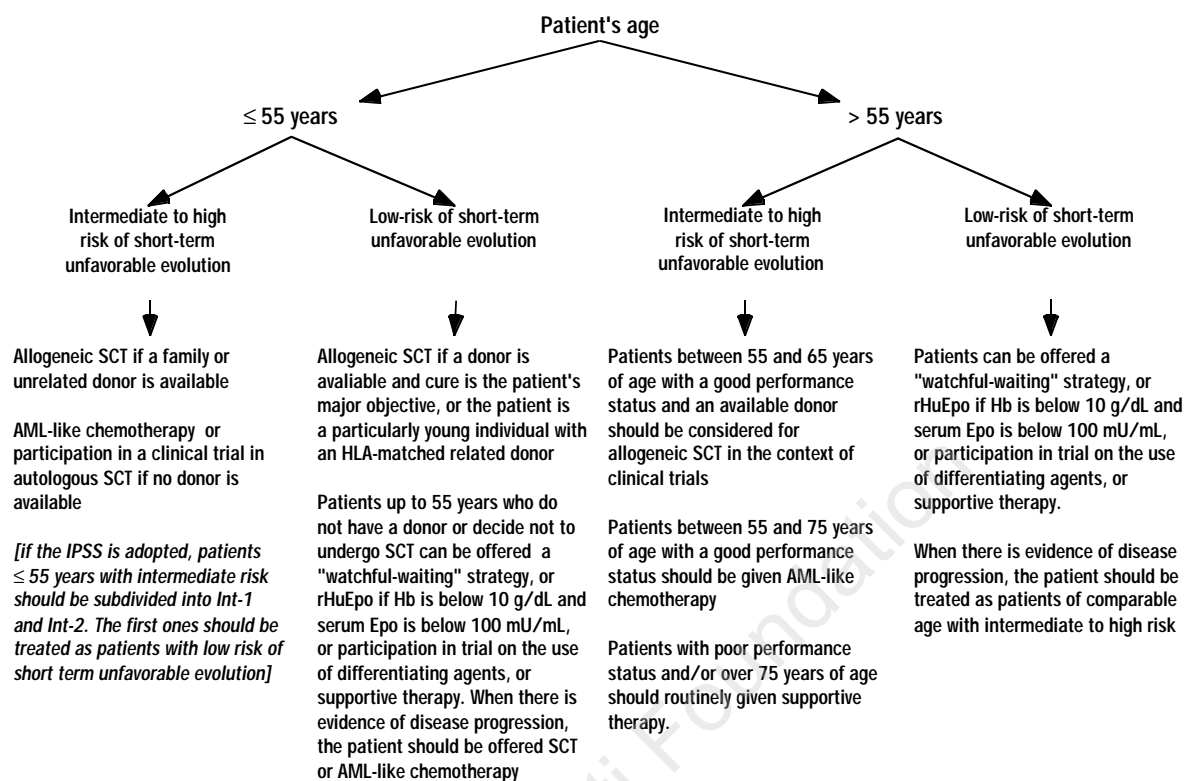 Patient's age
≤ 55 years
> 55 years
Intermediate to high
risk of short-term
unfavorable evolution
Low-risk of short-term
unfavorable evolution
Intermediate to high
risk of short-term
unfavorable evolution
Low-risk of short-term
unfavorable evolution
Allogeneic SCT if a family or
unrelated donor is available
AML-like chemotherapy or
participation in a clinical trial in
autologous SCT if no donor is
available
[if the IPSS is adopted, patients
≤ 55 years with intermediate risk
should be subdivided into Int-1
and Int-2. The first ones should be
treated as patients with low risk of
short term unfavorable evolution]
Allogeneic SCT if a donor is
avaliable and cure is the patient's
major objective, or the patient is
a particularly young individual with
an HLA-matched related donor
Patients up to 55 years who do
not have a donor or decide not to
undergo SCT can be offered a
"watchful-waiting" strategy, or
rHuEpo if Hb is below 10 g/dL and
serum Epo is below 100 mU/mL,
or participation in trial on the use
of differentiating agents, or
supportive therapy. When there is
evidence of disease progression,
the patient should be offered SCT
or AML-like chemotherapy
Patients between 55 and 65 years
of age with a good performance
status and an available donor
should be considered for
allogeneic SCT in the context of
clinical trials
Patients between 55 and 75 years
of age with a good performance
status should be given AML-like
chemotherapy
Patients with poor performance
status and/or over 75 years of age
should routinely given supportive
therapy.
Patients can be offered a
"watchful-waiting" strategy, or
rHuEpo if Hb is below 10 g/dL and
serum Epo is below 100 mU/mL,
or participation in trial on the use
of differentiating agents, or
supportive therapy.
When there is evidence of disease
progression, the patient should be
treated as patients of comparable
age with intermediate to high risk
Foundation